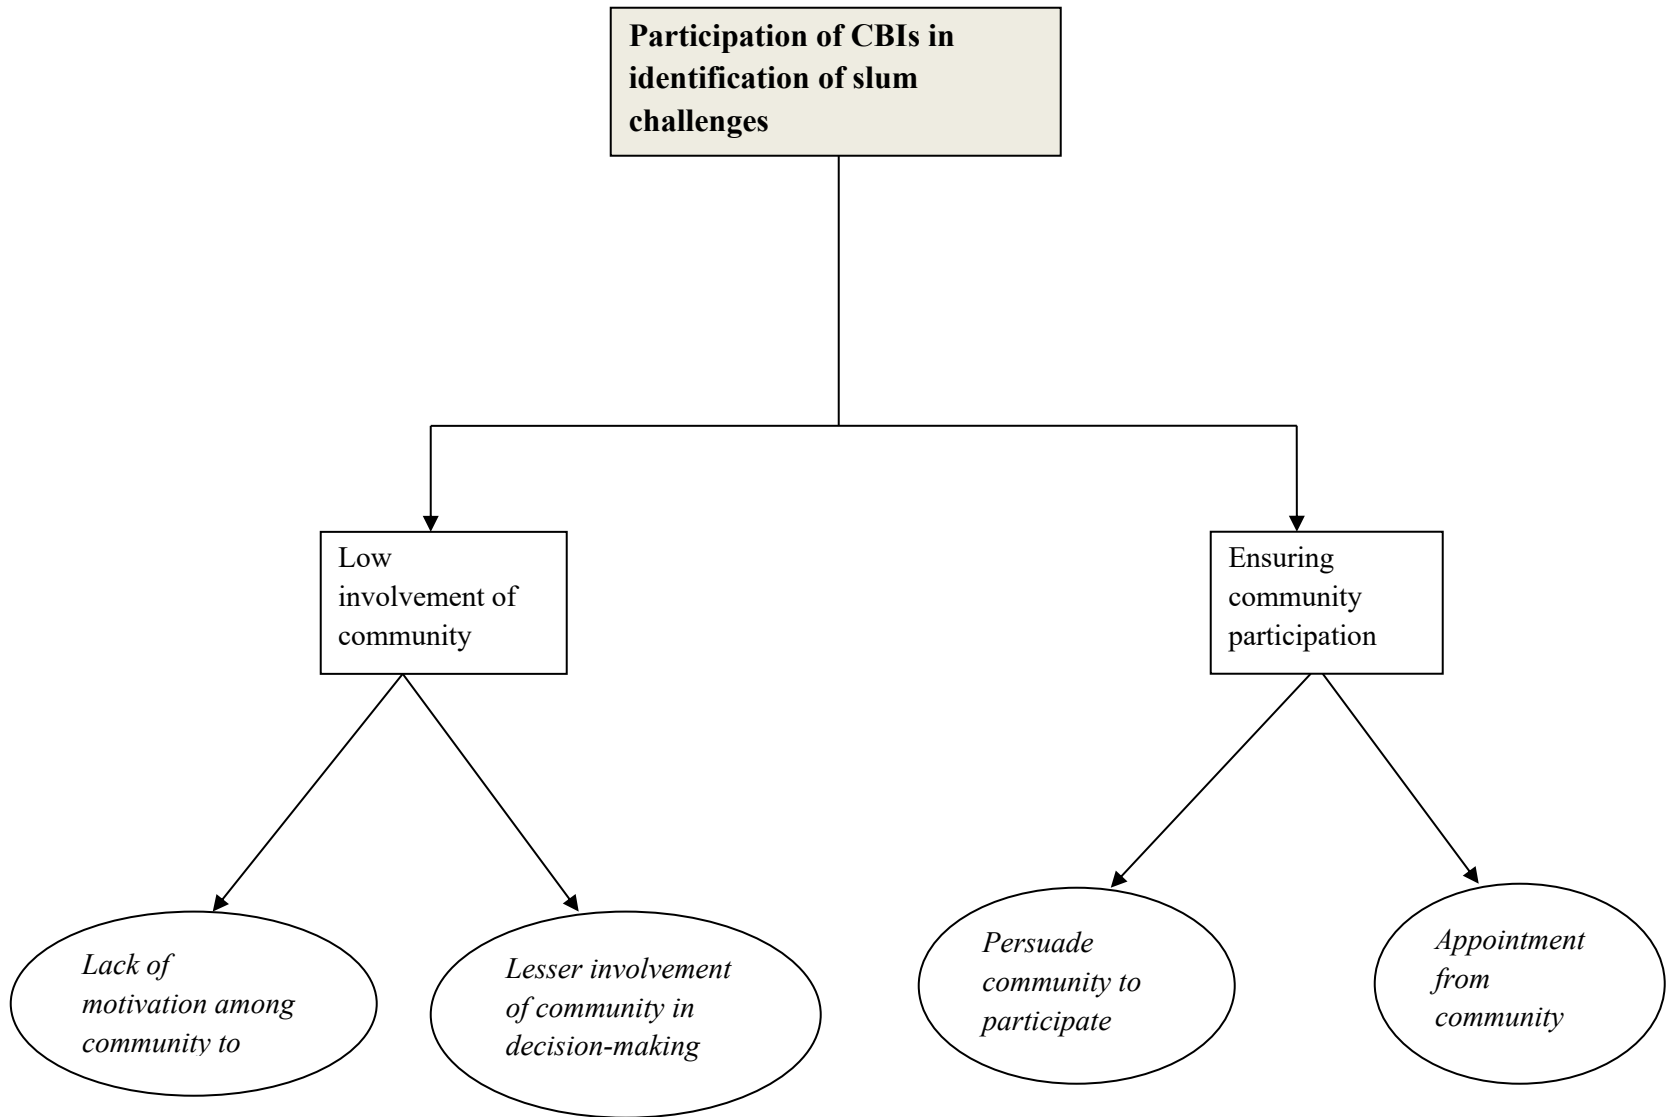 Participation of CBIs in
identification of slum
challenges
Low
involvement of
community
Ensuring
community
participation
Lack of
motivation among
community to
Lesser involvement
of community in
decision-making
Persuade
community to
participate
Appointment
from
community